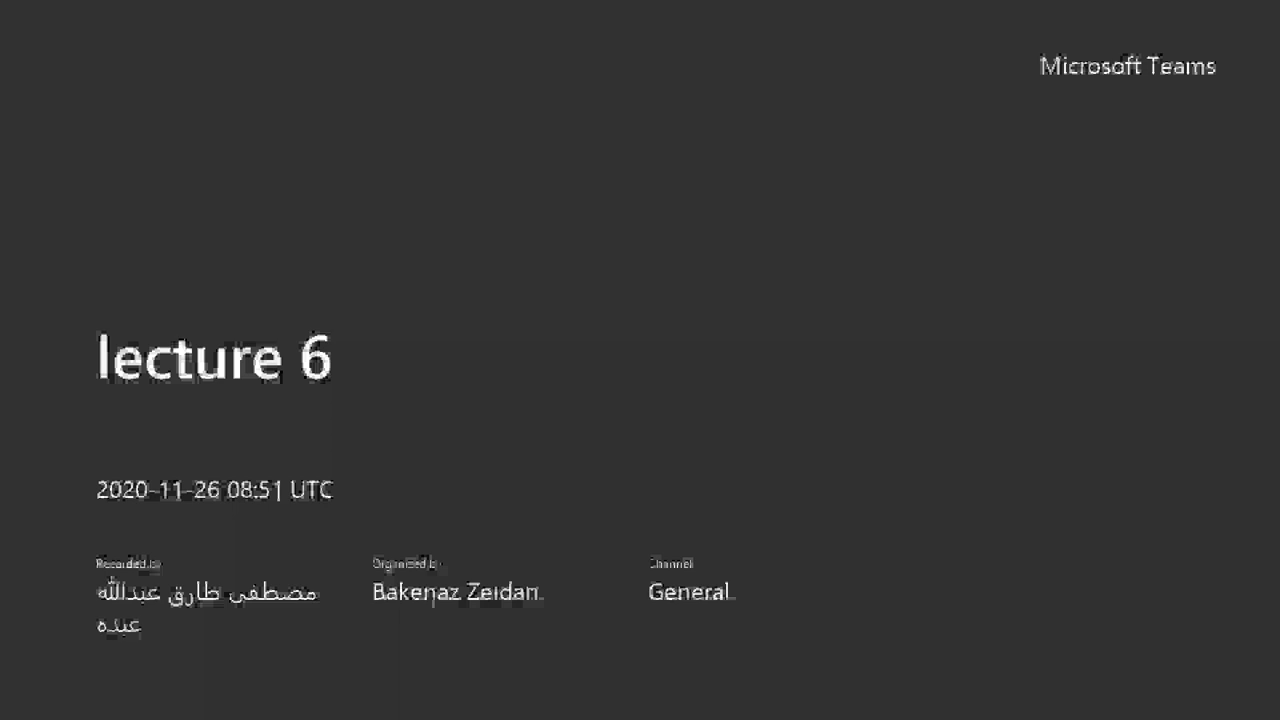 Microsoft Teams
lecture 6
2020-11-26 08:51 UTC
Recorded by
Organized by
Channel
مصطفى طارق عبدالله
عبده
Bakenaz Zeidan
General